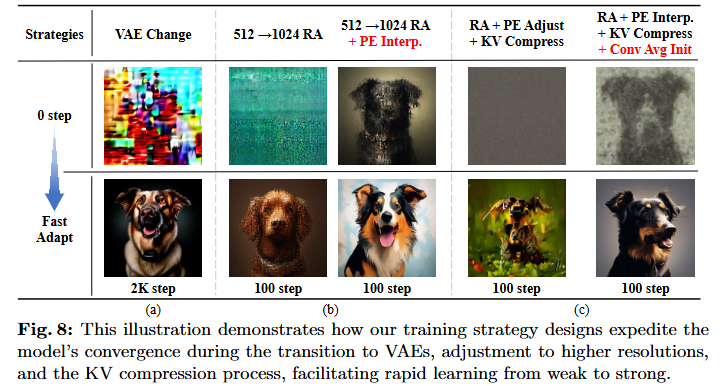 Strategies
VAE Change
512 →1024 RA
512 →1024 RA
+ PE Interp.
RA + PE Adjust
+ KV Compress
RA + PE Interp.
+ KV Compress
+ Conv Avg Init
0 step
Fast
Adapt
2K step
100 step
100 step
100 step
100 step
(a)
(b)
(c)
Fig. 8: This illustration demonstrates how our training strategy designs expedite the
model's convergence during the transition to VAEs, adjustment to higher resolutions,
and the KV compression process, facilitating rapid learning from weak to strong.